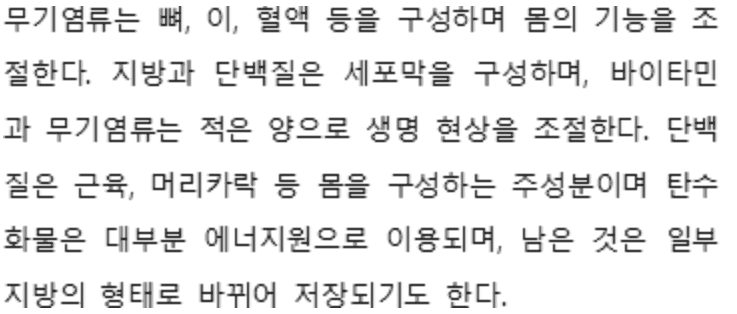 무기염류는 뼈, 이, 혈액 등을 구성하며 몸의 기능을 조
절한다. 지방과 단백질은 세포막을 구성하며, 바이타민
과 무기염류는 적은 양으로 생명 현상을 조절한다. 단백
질은 근육, 머리카락 등 몸을 구성하는 주성분이며 탄수
화물은 대부분 에너지원으로 이용되며, 남은 것은 일부
지방의 형태로 바뀌어 저장되기도 한다.